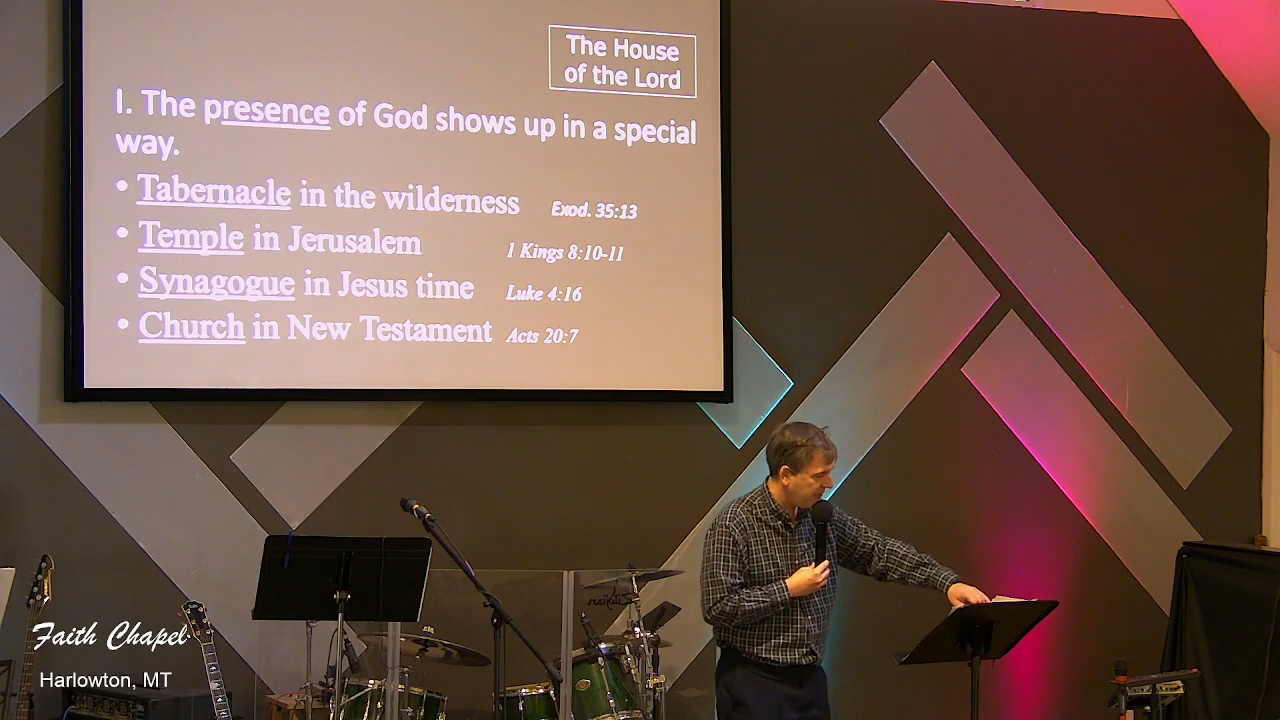 The House
of the Lord
I. The presence of God shows up in a special
way.
• Tabernacle in the wilderness Exod. 35:13
• Temple in Jerusalem 1 Kings 8:10-11
• Synagogue in Jesus time Luke 4:16
• Church in New Testament Acts 20:7
Faith Chapel
Harlowton, MT